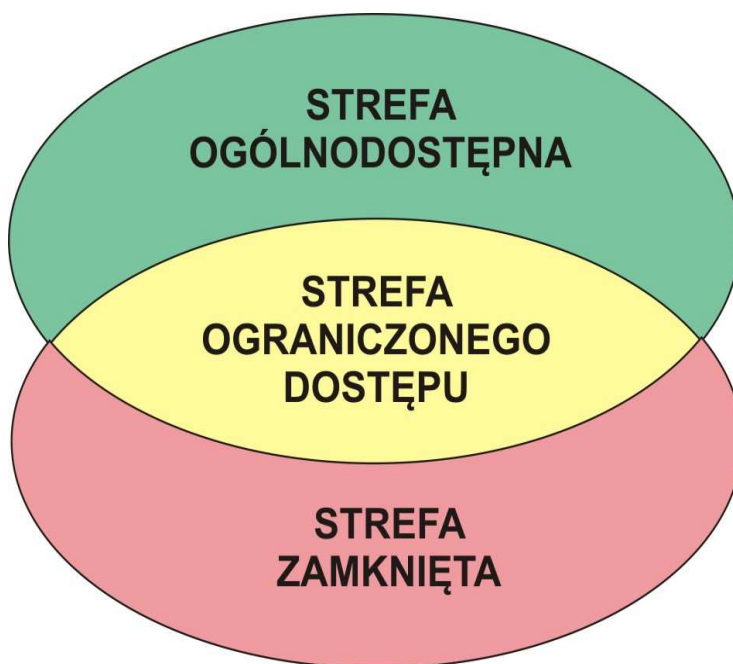 STREFA
OGÓLNODOSTĘPNA
STREFA
OGRANICZONEGO
DOSTĘPU
STREFA
ZAMKNIĘTA